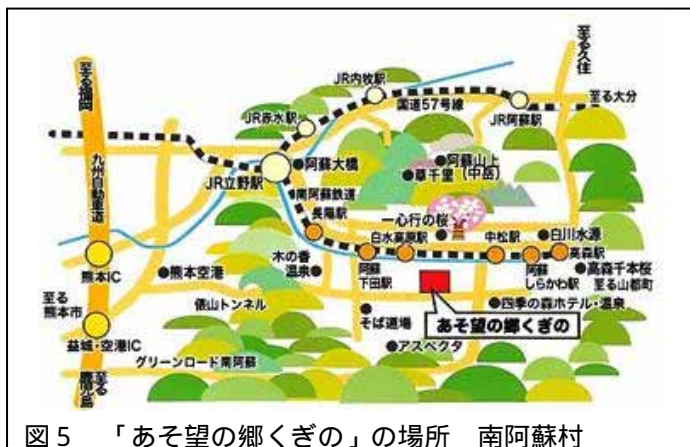 至る福岡
九州自動車道
熊本IC
至る熊本市
益城・空港IC
至る鹿児島
JR赤水駅
JR内牧駅
国道57号線
JR阿蘇駅
至る久住
至る大分
JR立野駅
●阿蘇大橋
南阿蘇鉄道
長陽駅
●阿蘇山上
●草千里(中岳)
一心行の桜
●
●熊本空港
木の香温泉●
阿蘇下田駅
白水高原駅
中松駅
阿蘇しらかわ駅
●白川水源
高森駅
●高森千本桜
至る山都町
俵山トンネル
●そば道場
●四季の森ホテル・温泉
あそ望の郷くぎの
●アスペクタ
グリーンロード南阿蘇
図5 「あそ望の郷くぎの」の場所 南阿蘇村